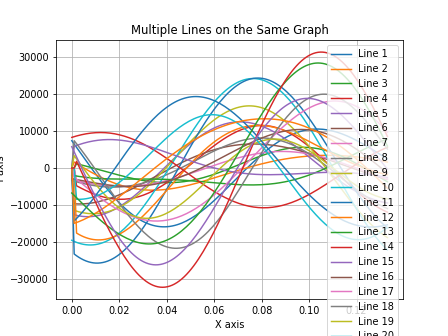 Multiple Lines on the Same Graph
30000
20000
10000
0
−10000
−20000
−30000
0.00
0.02
0.04
0.06
0.08
0.10
X axis
Line 1
Line 2
Line 3
Line 4
Line 5
Line 6
Line 7
Line 8
Line 9
Line 10
Line 11
Line 12
Line 13
Line 14
Line 15
Line 16
Line 17
Line 18
Line 19
Line 20